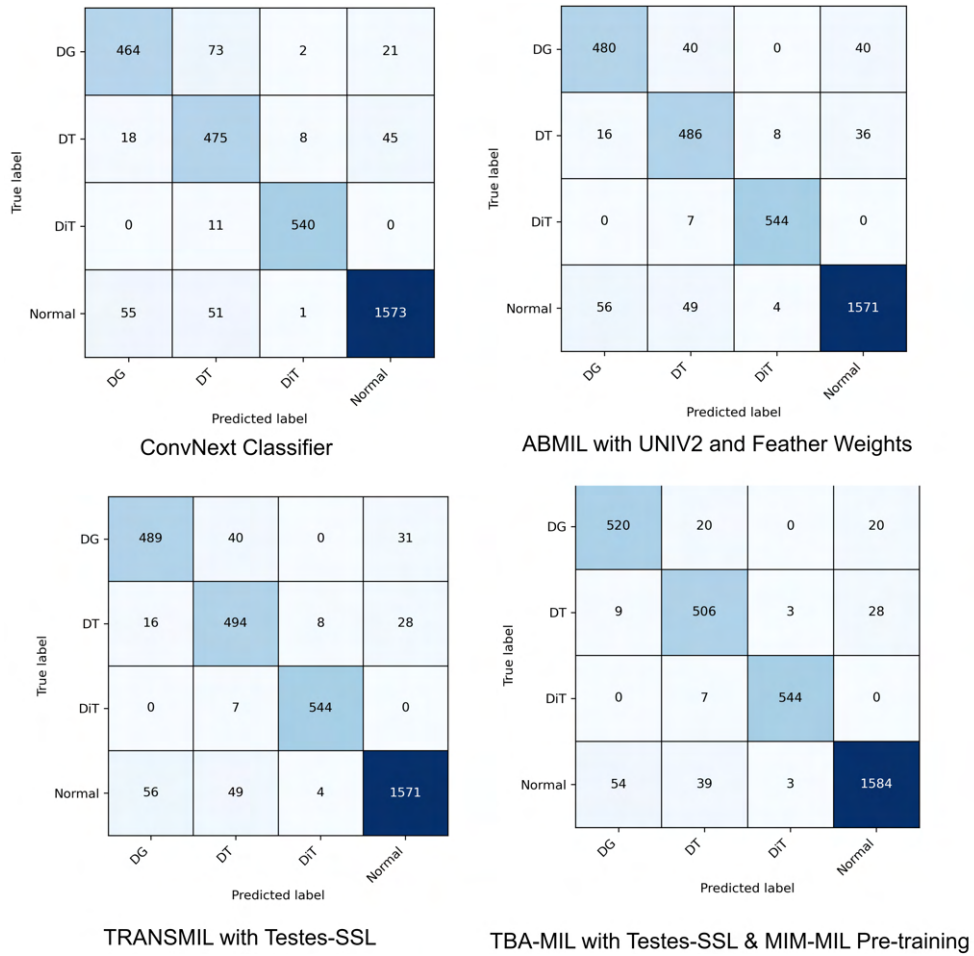 True label
DG 464 73 2 21
DT 18 475 8 45
DiT 0 11 540 0
Normal 55 51 1 1573
DG DT DiT Normal
Predicted label
ConvNext Classifier
True label
DG 480 40 0 40
DT 16 486 8 36
DiT 0 7 544 0
Normal 56 49 4 1571
DG DT DiT Normal
Predicted label
ABMIL with UNIV2 and Feather Weights
True label
DG 489 40 0 31
DT 16 494 8 28
DiT 0 7 544 0
Normal 56 49 4 1571
DG DT DiT Normal
Predicted label
TRANSMIL with Testes-SSL
True label
DG 520 20 0 20
DT 9 506 3 28
DiT 0 7 544 0
Normal 54 39 3 1584
DG DT DiT Normal
Predicted label
TBA-MIL with Testes-SSL & MIM-MIL Pre-training